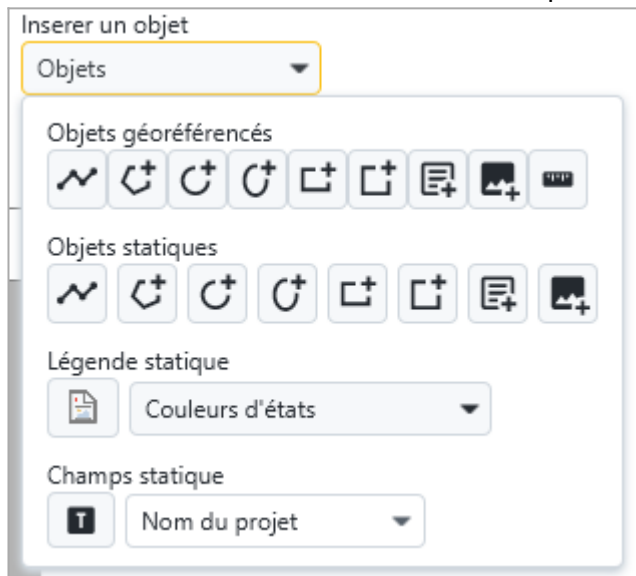 Inserer un objet
Objets
Objets géoréférencés
Objets statiques
Légende statique
Couleurs d'états
Champs statique
T
Nom du projet